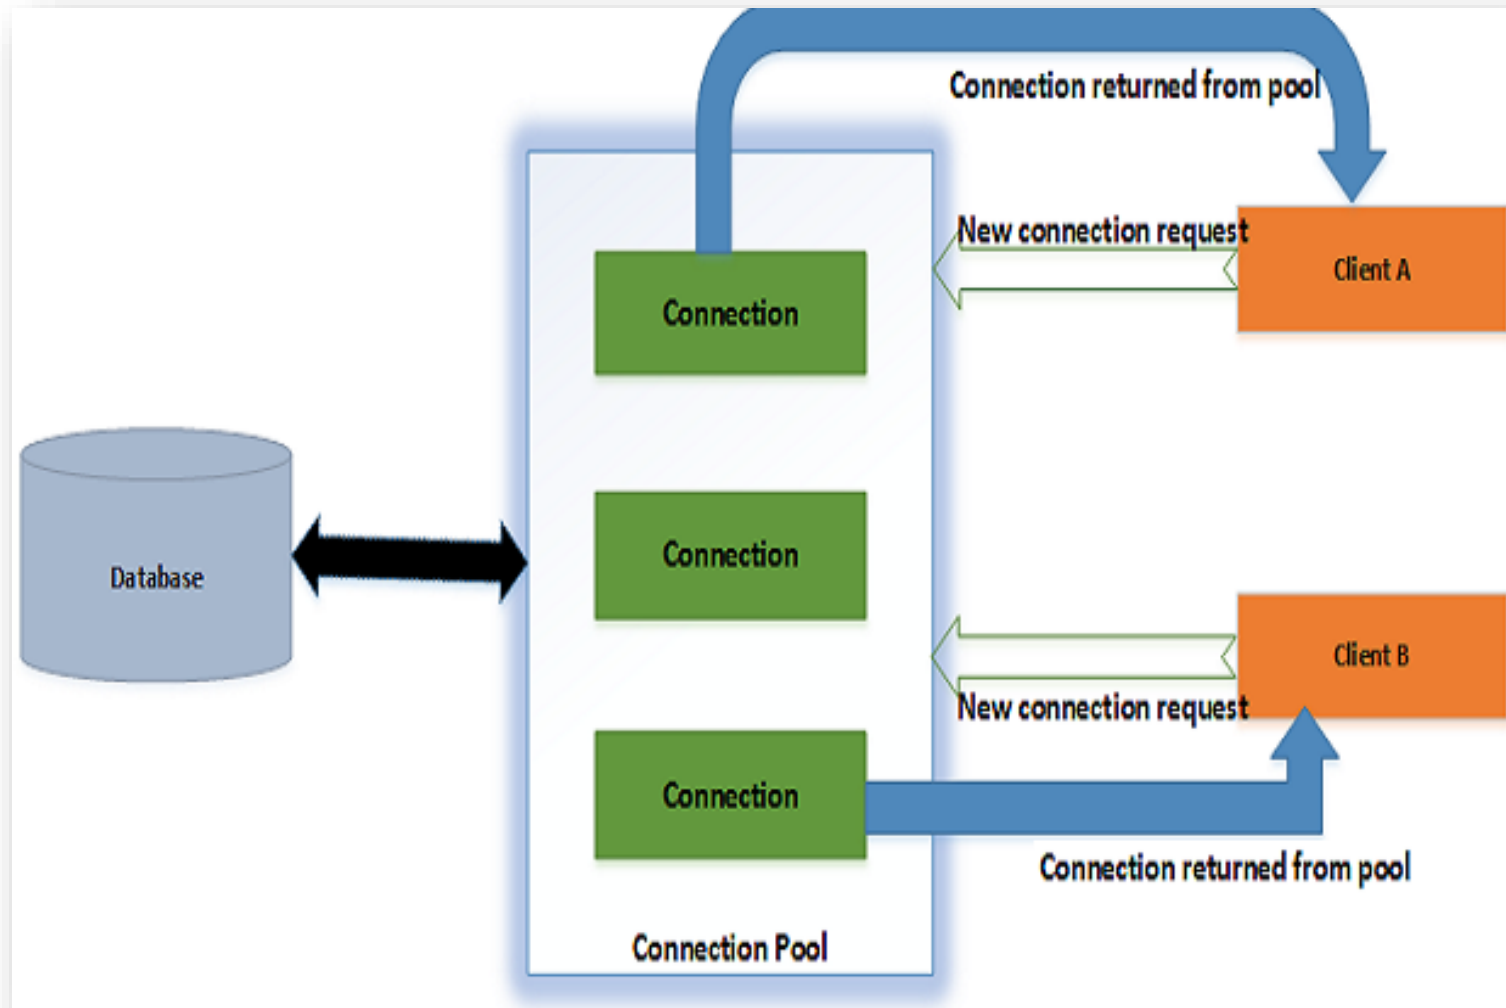 Connection returned from pool
New connection request
Client A
Connection
Connection
Database
Client B
New connection request
Connection
Connection returned from pool
Connection Pool